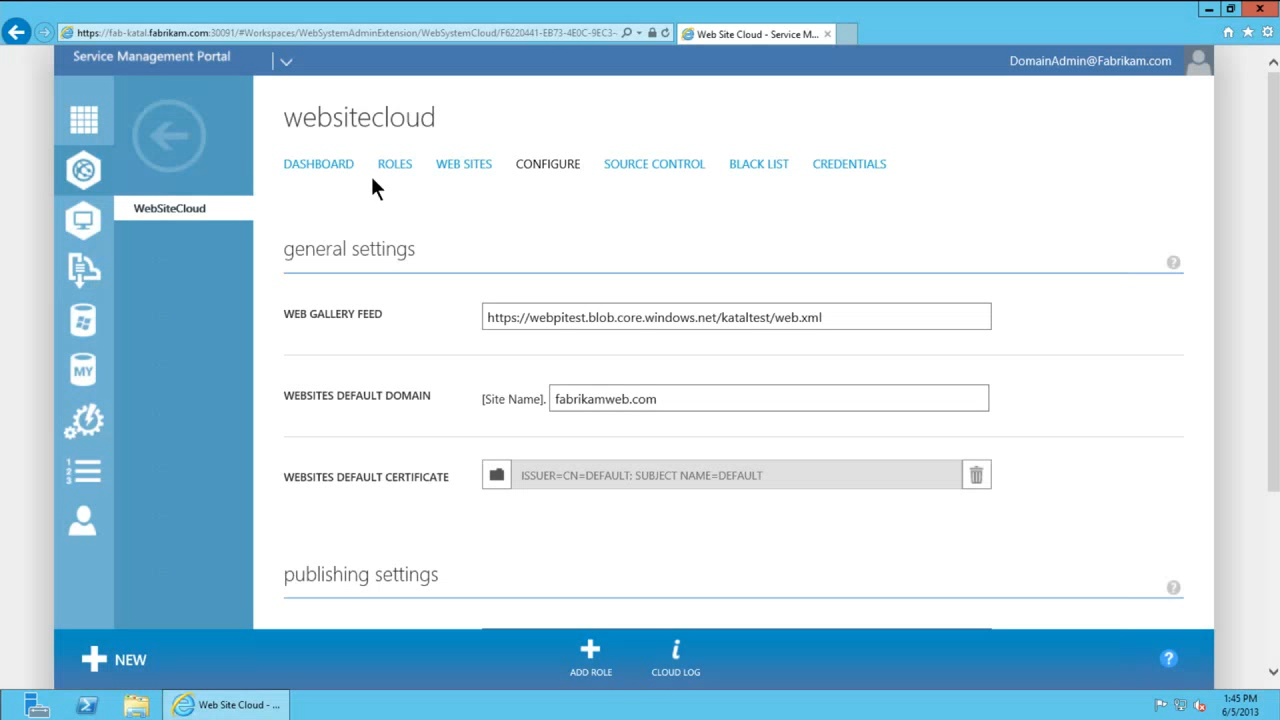 https://fab-katal.fabrikam.com:30091/#Workspaces/WebSystemAdminExtension/WebSystemCloud/F6220441-EB73-4E0C-9EC3-
Web Site Cloud - Service M...
Service Management Portal
DomainAdmin@Fabrikam.com
websitecloud
DASHBOARD ROLES WEB SITES CONFIGURE SOURCE CONTROL BLACK LIST CREDENTIALS
WebSiteCloud
general settings
?
WEB GALLERY FEED
https://webpitest.blob.core.windows.net/kataltest/web.xml
WEBSITES DEFAULT DOMAIN
[Site Name]. fabrikamweb.com
MY
WEBSITES DEFAULT CERTIFICATE
ISSUER=CN=DEFAULT; SUBJECT NAME=DEFAULT
1
2
3
publishing settings
?
NEW
ADD ROLE
CLOUD LOG
?
Web Site Cloud - ...
1:45 PM
6/5/2013